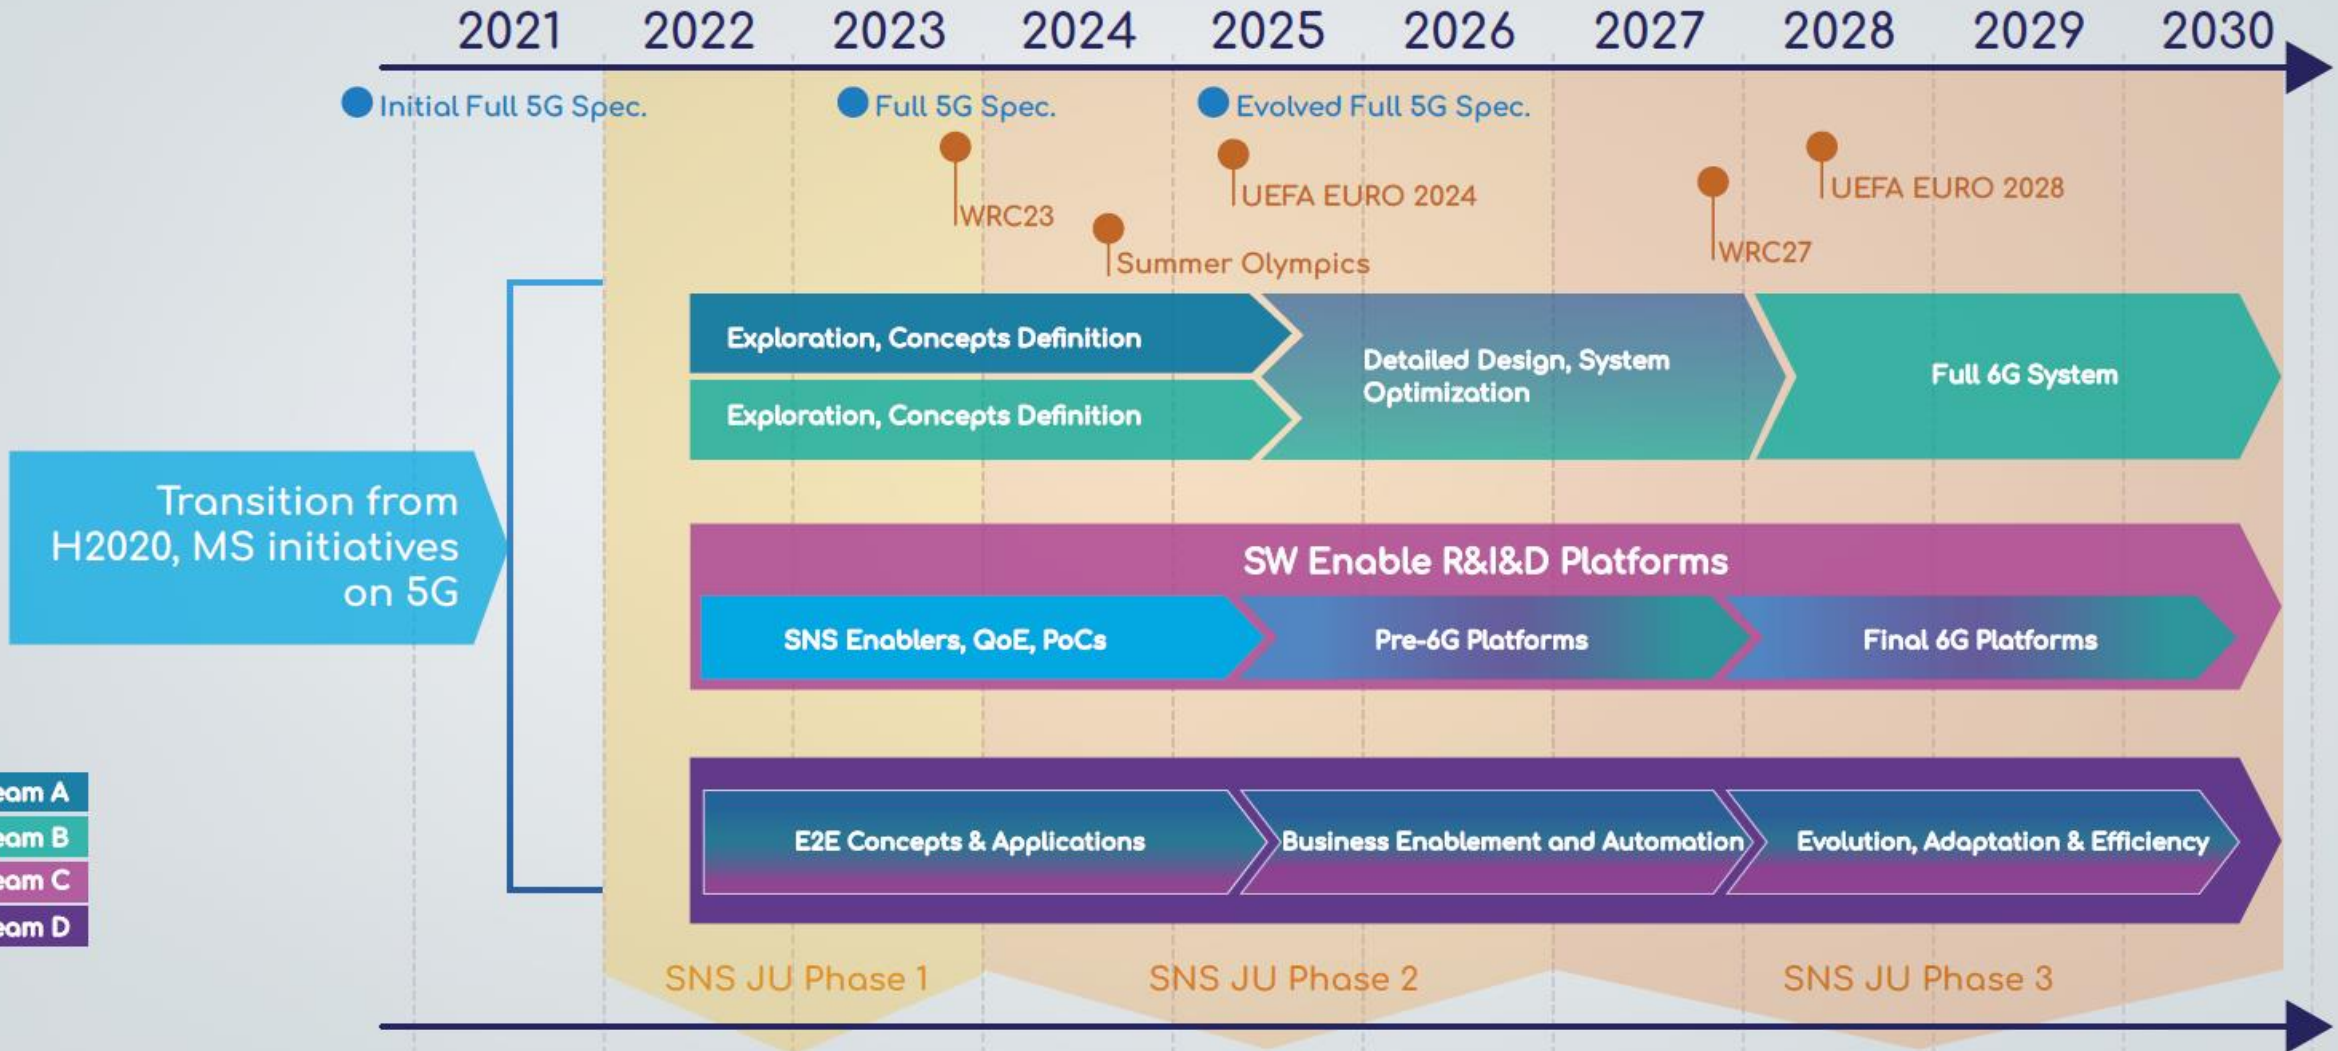 2021 2022 2023 2024 2025 2026 2027 2028 2029 2030
Initial Full 5G Spec. Full 5G Spec. Evolved Full 5G Spec.
WRC23
UEFA EURO 2024
UEFA EURO 2028
Summer Olympics
WRC27
Exploration, Concepts Definition
Exploration, Concepts Definition
Detailed Design, System
Optimization
Full 6G System
Transition from
H2020, MS initiatives
on 5G
SW Enable R&I&D Platforms
SNS Enablers, QoE, PoCs
Pre-6G Platforms
Final 6G Platforms
eam A
eam B
eam C
eam D
E2E Concepts & Applications
Business Enablement and Automation
Evolution, Adaptation & Efficiency
SNS JU Phase 1
SNS JU Phase 2
SNS JU Phase 3